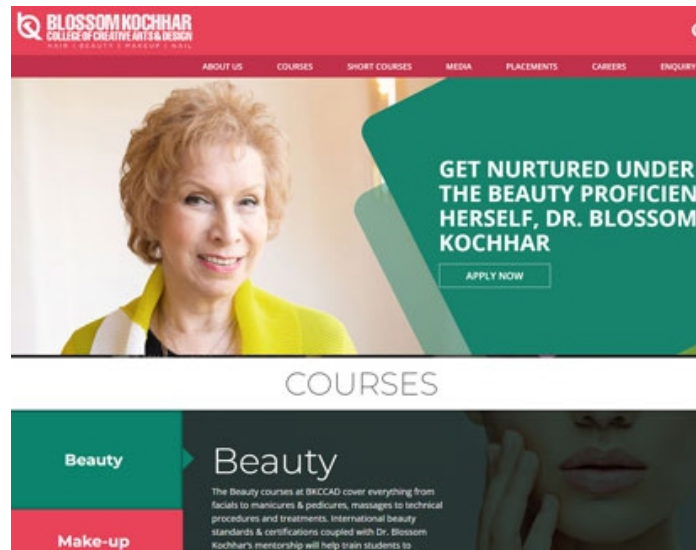 BLOSSOM KOCHHAR
COLLEGE OF CREATIVE ARTS & DESIGN
HAIR | BEAUTY | MAKEUP | NAIL
ABOUT US COURSES SHORT COURSES MEDIA PLACEMENTS CAREERS ENQUIRY
GET NURTURED UNDER
THE BEAUTY PROFICIEN
HERSELF, DR. BLOSSOM
KOCHHAR
APPLY NOW
COURSES
Beauty
Beauty
The Beauty courses at BKCCAD cover everything from
facials to manicures & pedicures, massages to technical
procedures and treatments. International beauty
standards & certifications coupled with Dr. Blossom
Kochhar's mentorship will help train students to
Make-up